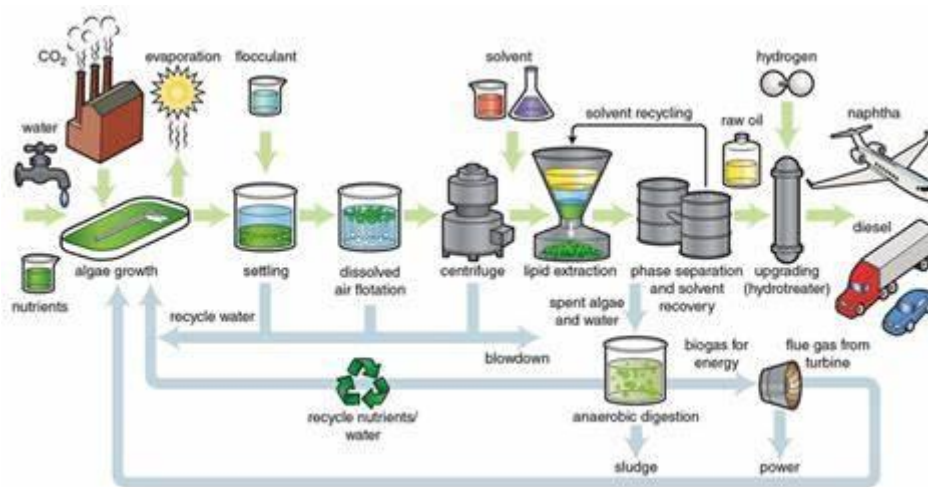 CO2
evaporation
flocculant
solvent
hydrogen
water
solvent recycling
raw oil
naphtha
nutrients
algae growth
settling
dissolved
air flotation
centrifuge
lipid extraction
phase separation
and solvent
recovery
upgrading
(hydrotreater)
diesel
recycle water
blowdown
spent algae
and water
biogas for
energy
flue gas from
turbine
recycle nutrients/
water
anaerobic digestion
sludge
power